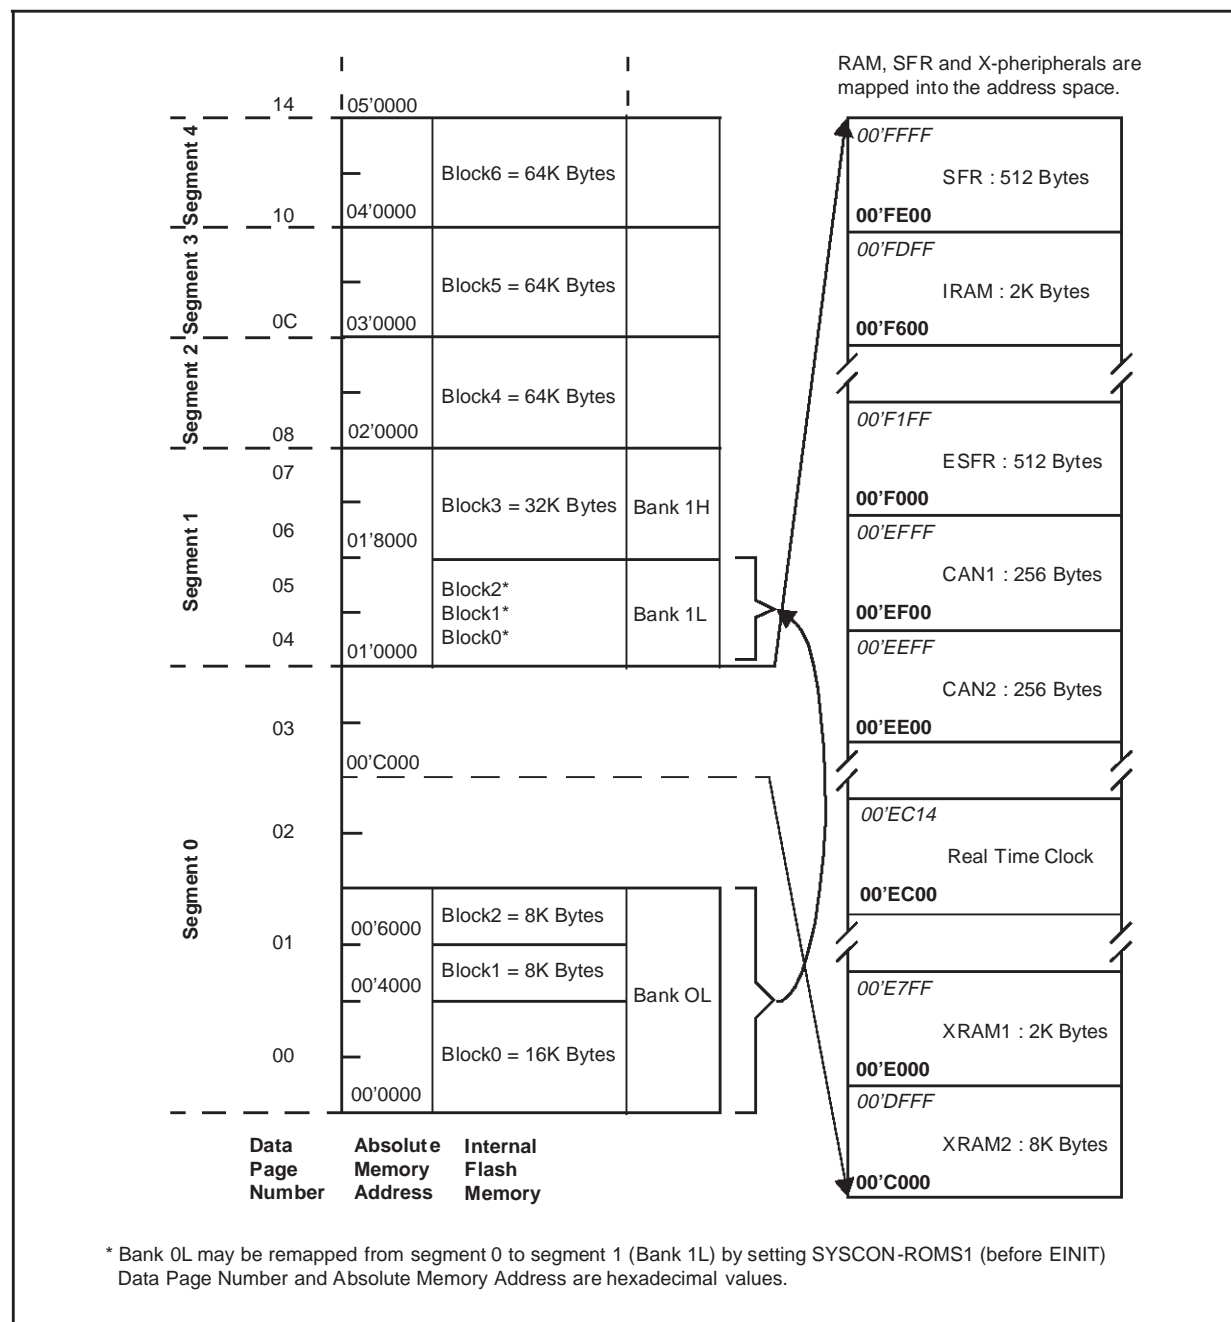 RAM, SFR and X-pheripherals are
mapped into the address space.
14
05'0000
Segment 4
Block6 = 64K Bytes
10
04'0000
Segment 3
Block5 = 64K Bytes
0C
03'0000
Segment 2
Block4 = 64K Bytes
08
02'0000
Segment 1
07
Block3 = 32K Bytes
Bank 1H
06
01'8000
05
Block2*
Block1*
Block0*
Bank 1L
04
01'0000
Segment 0
03
00'C000
02
Block2 = 8K Bytes
00'6000
01
Block1 = 8K Bytes
00'4000
Bank OL
00
Block0 = 16K Bytes
00'0000
Data
Page
Number
Absolute
Memory
Address
Internal
Flash
Memory
00'FFFF
SFR : 512 Bytes
00'FE00
00'FDFF
IRAM : 2K Bytes
00'F600
00'F1FF
ESFR : 512 Bytes
00'F000
00'EFFF
CAN1 : 256 Bytes
00'EF00
00'EEFF
CAN2 : 256 Bytes
00'EE00
00'EC14
Real Time Clock
00'EC00
00'E7FF
XRAM1 : 2K Bytes
00'E000
00'DFFF
XRAM2 : 8K Bytes
00'C000
* Bank 0L may be remapped from segment 0 to segment 1 (Bank 1L) by setting SYSCON-ROMS1 (before EINIT)
Data Page Number and Absolute Memory Address are hexadecimal values.